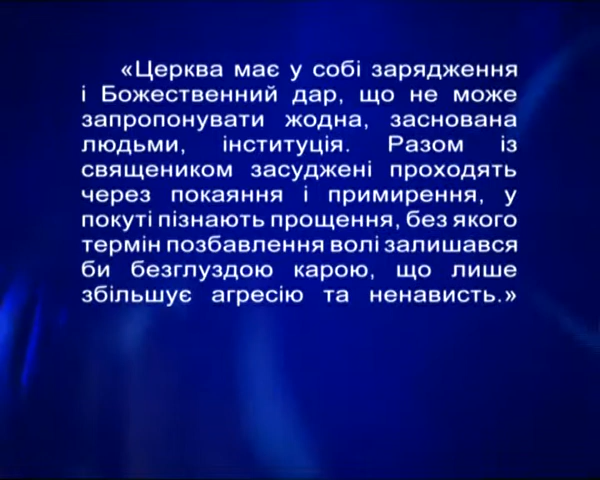 «Церква має у собі зарядження
і Божественний дар, що не може
запропонувати жодна, заснована
людьми, інституція. Разом із
священиком засуджені проходять
через покаяння і примирення, у
покуті пізнають прощення, без якого
термін позбавлення волі залишався
би безглуздою карою, що лише
збільшує агресію та ненависть.»